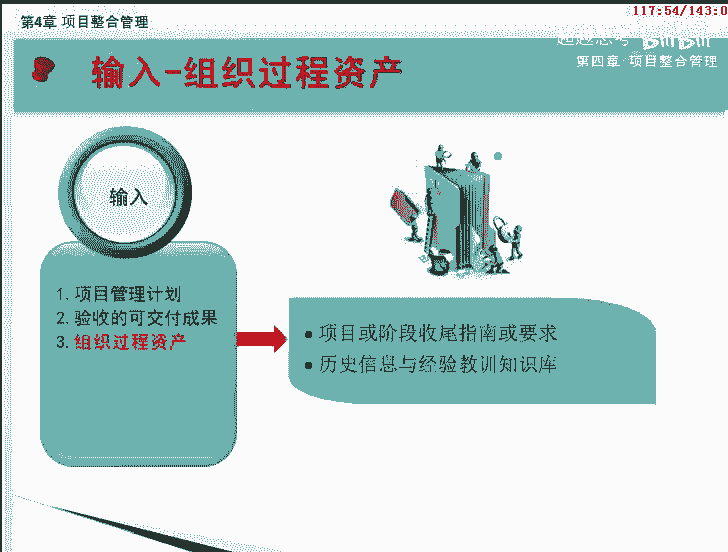 117:54/143:0
第4章 项目整合管理
bilibili
第四章 项目整合管理
输入-组织过程资产
输入
1. 项目管理计划
2. 验收的可交付成果
3. 组织过程资产
• 项目或阶段收尾指南或要求
• 历史信息与经验教训知识库